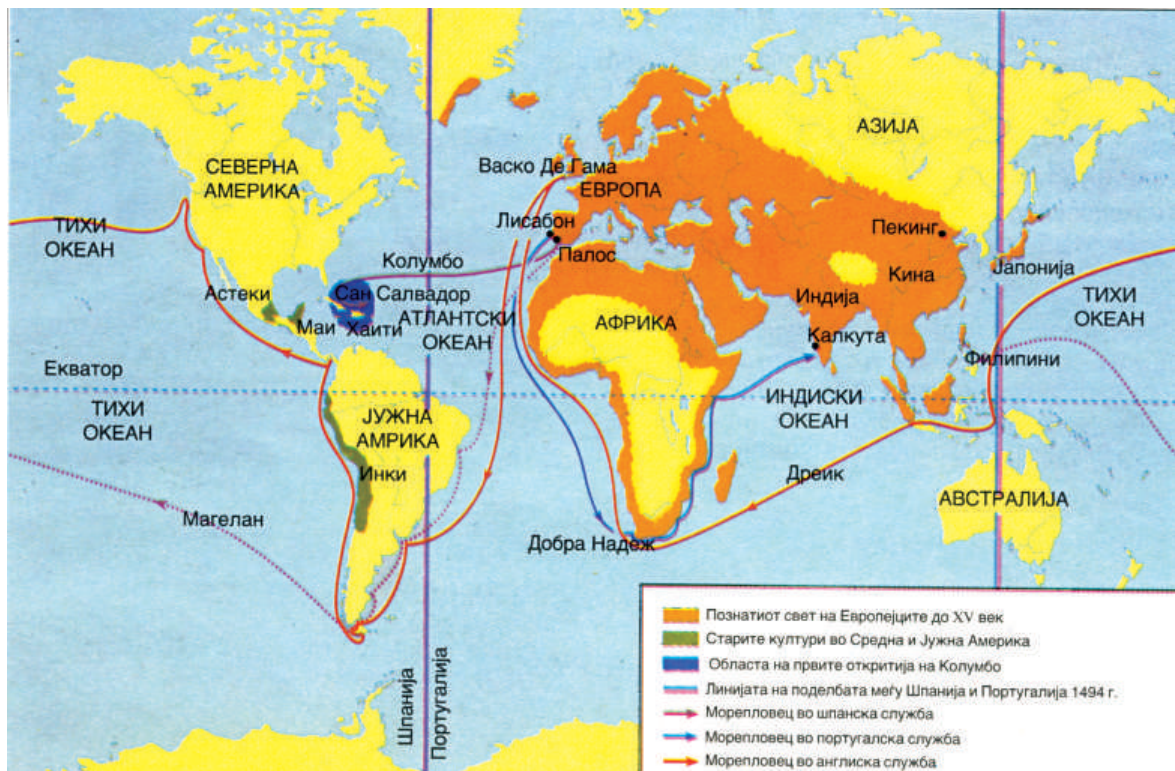 АЗИЈА
СЕВЕРНА
АМЕРИКА
Васко Де Гама
ЕВРОПА
ТИХИ
ОКЕАН
Лисабон
Палос
Пекинг
Колумбо
Кина
Јапонија
Астеки
Сан Салвадор
Индија
ТИХИ
ОКЕАН
Маи
Хаити
АТЛАНТСКИ
ОКЕАН
АФРИКА
Калкута
Филипини
Екватор
ТИХИ
ОКЕАН
ЈУЖНА
АМРИКА
ИНДИСКИ
ОКЕАН
Инки
Дреик
АВСТРАЛИЈА
Магелан
Добра Надеж
Шпанија
Португалија
Познатиот свет на Европејците до XV век
Старите култури во Средна и Јужна Америка
Областа на првите откритија на Колумбо
Линијата на поделбата меѓу Шпанија и Португалија 1494 г.
Морепловец во шпанска служба
Морепловец во португалска служба
Морепловец во англиска служба